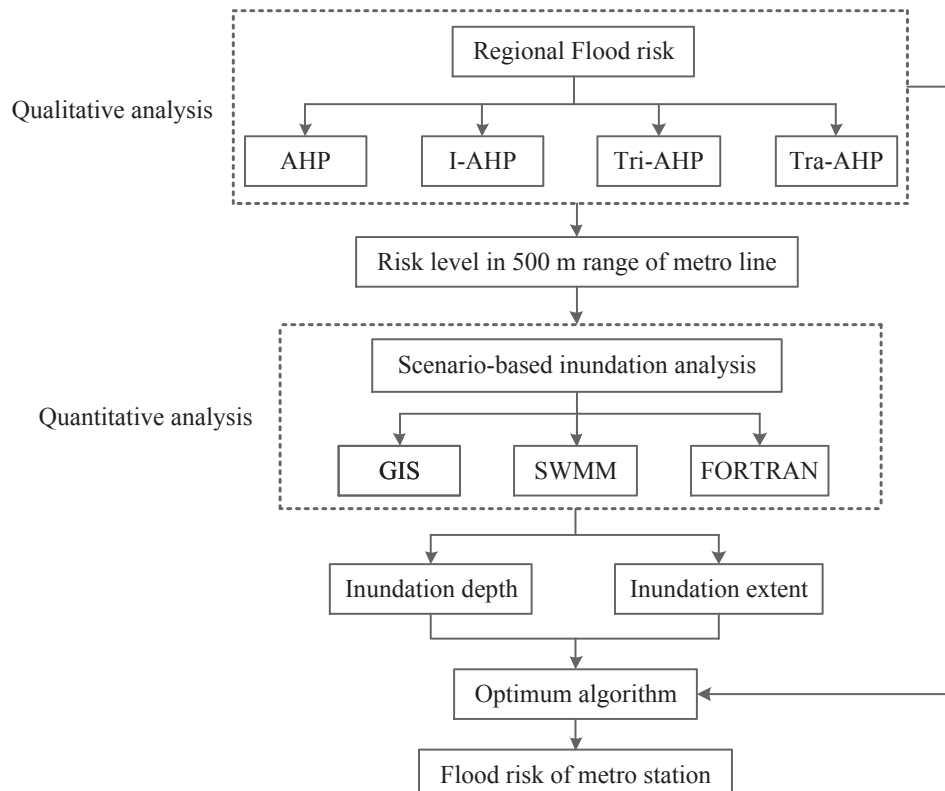 Regional Flood risk
Qualitative analysis
AHP
I-AHP
Tri-AHP
Tra-AHP
Risk level in 500 m range of metro line
Scenario-based inundation analysis
Quantitative analysis
GIS
SWMM
FORTRAN
Inundation depth
Inundation extent
Optimum algorithm
Flood risk of metro station